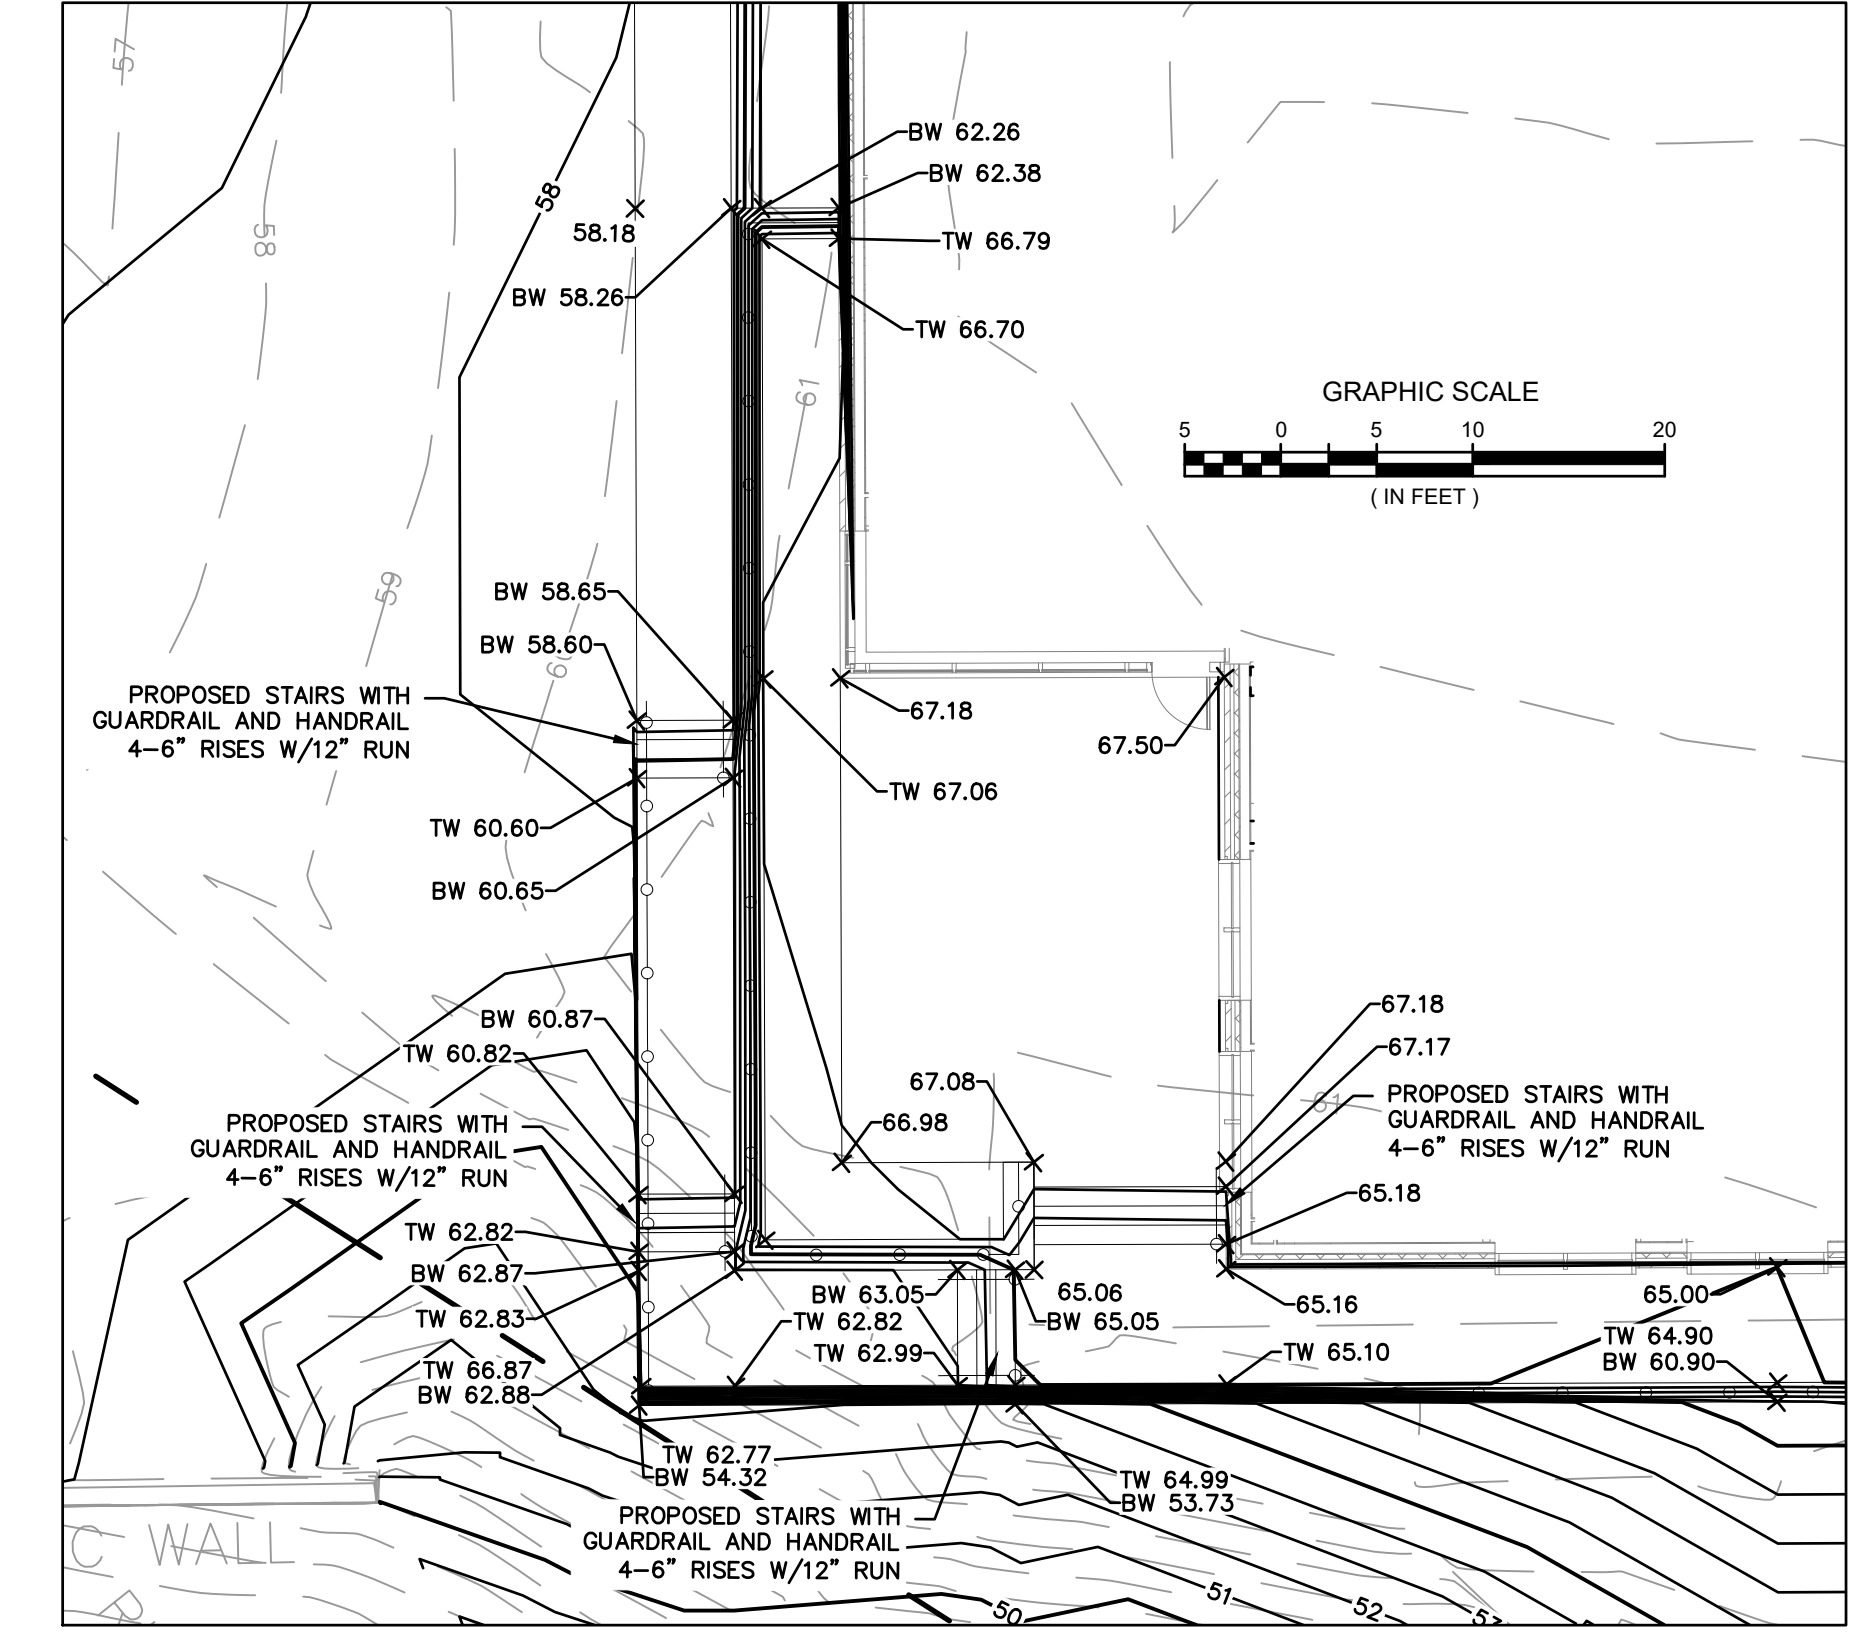 57
58
58
BW 62.26
BW 62.38
58.18
TW 66.79
BW 58.26
TW 66.70
61
GRAPHIC SCALE
5 0 5 10 20
( IN FEET )
59
BW 58.65
BW 58.60
60
PROPOSED STAIRS WITH
GUARDRAIL AND HANDRAIL
4-6" RISES W/12" RUN
67.18
67.50
TW 67.06
TW 60.60
BW 60.65
67.18
BW 60.87
TW 60.82
67.17
67.08
PROPOSED STAIRS WITH
GUARDRAIL AND HANDRAIL
4-6" RISES W/12" RUN
61
66.98
PROPOSED STAIRS WITH
GUARDRAIL AND HANDRAIL
4-6" RISES W/12" RUN
65.18
TW 62.82
BW 62.87
BW 63.05
65.06
65.16
65.00
TW 62.83
TW 62.82
BW 65.05
TW 64.90
BW 60.90
TW 62.99
TW 65.10
TW 66.87
BW 62.88
TW 62.77
BW 54.32
TW 64.99
BW 53.73
PROPOSED STAIRS WITH
GUARDRAIL AND HANDRAIL
4-6" RISES W/12" RUN
C WALL
R
50
51
52
53